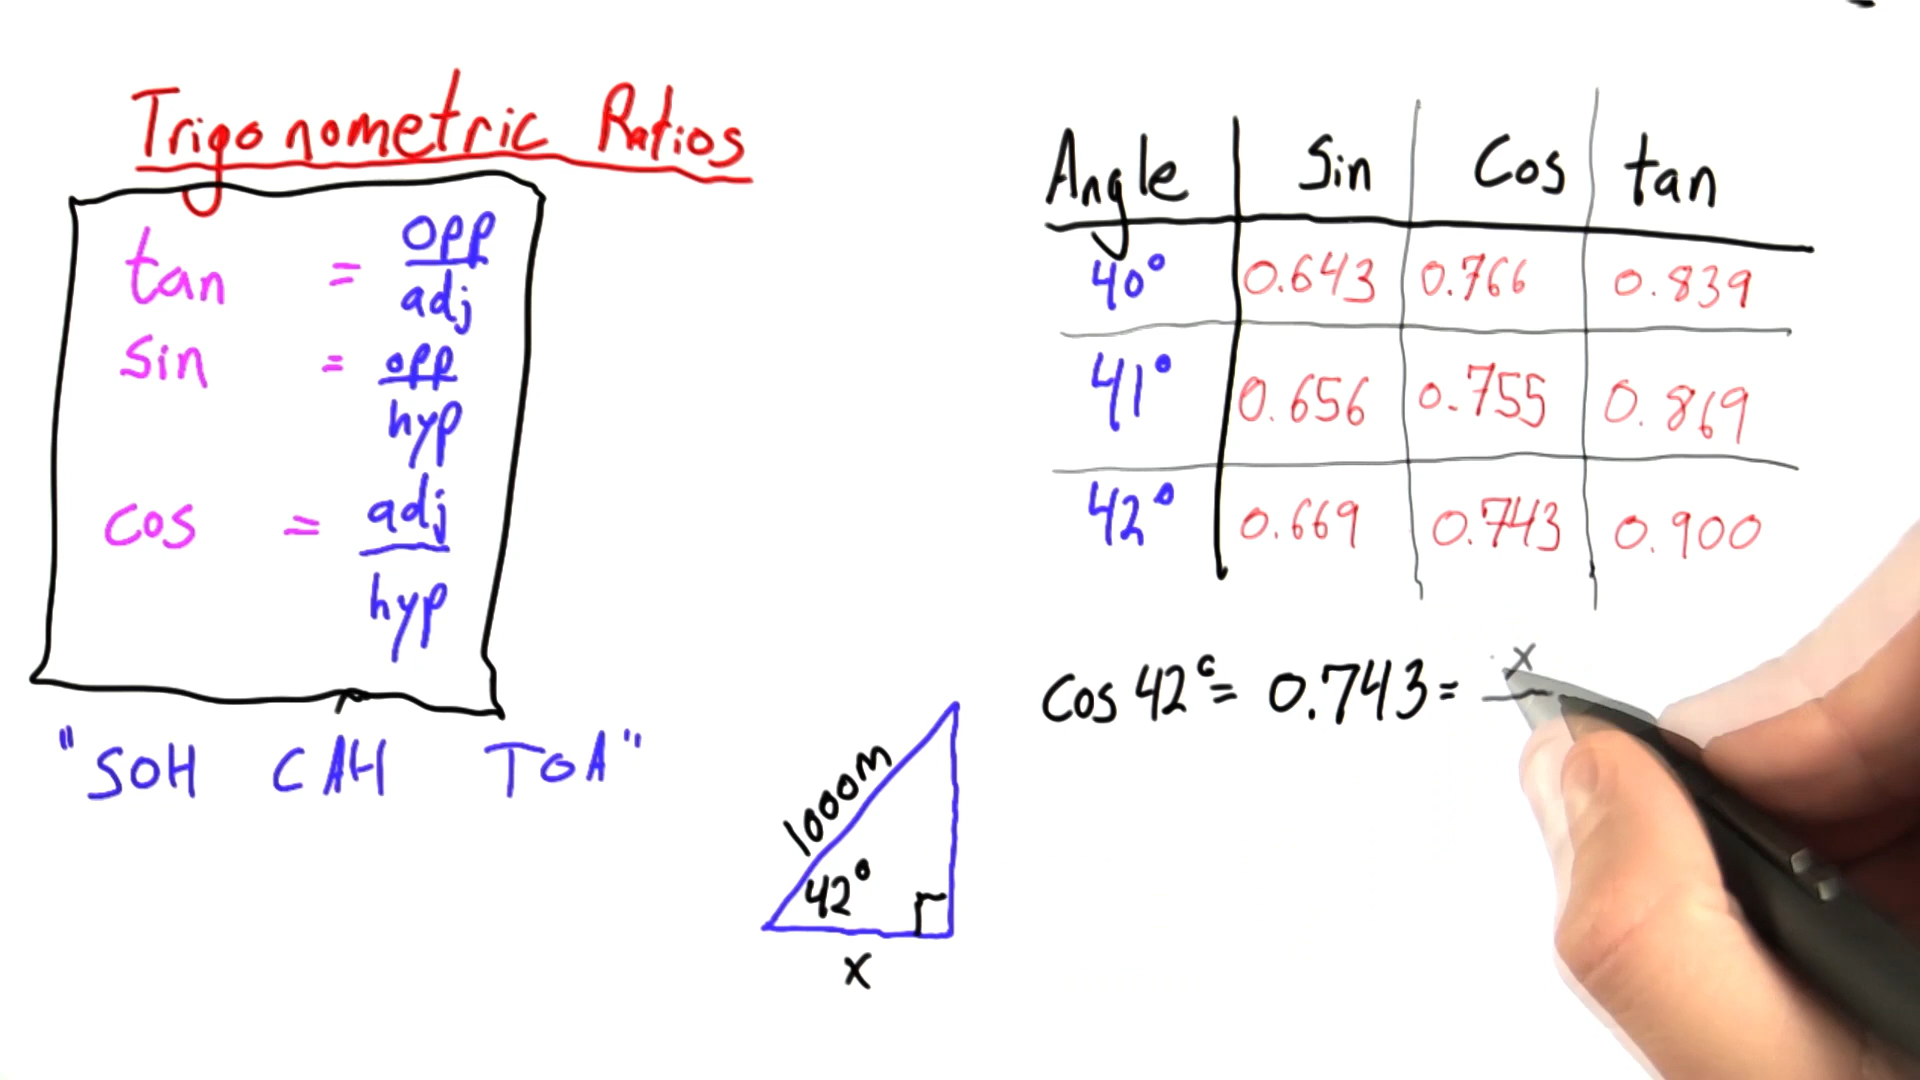 Trigonometric Ratios
tan = opp
adj
sin = opp
hyp
cos = adj
hyp
"SOH CAH TOA"
Angle Sin Cos tan
40° 0.643 0.766 0.839
41° 0.656 0.755 0.869
42° 0.669 0.743 0.900
Cos 42° = 0.743 = x
1000m
42°
x